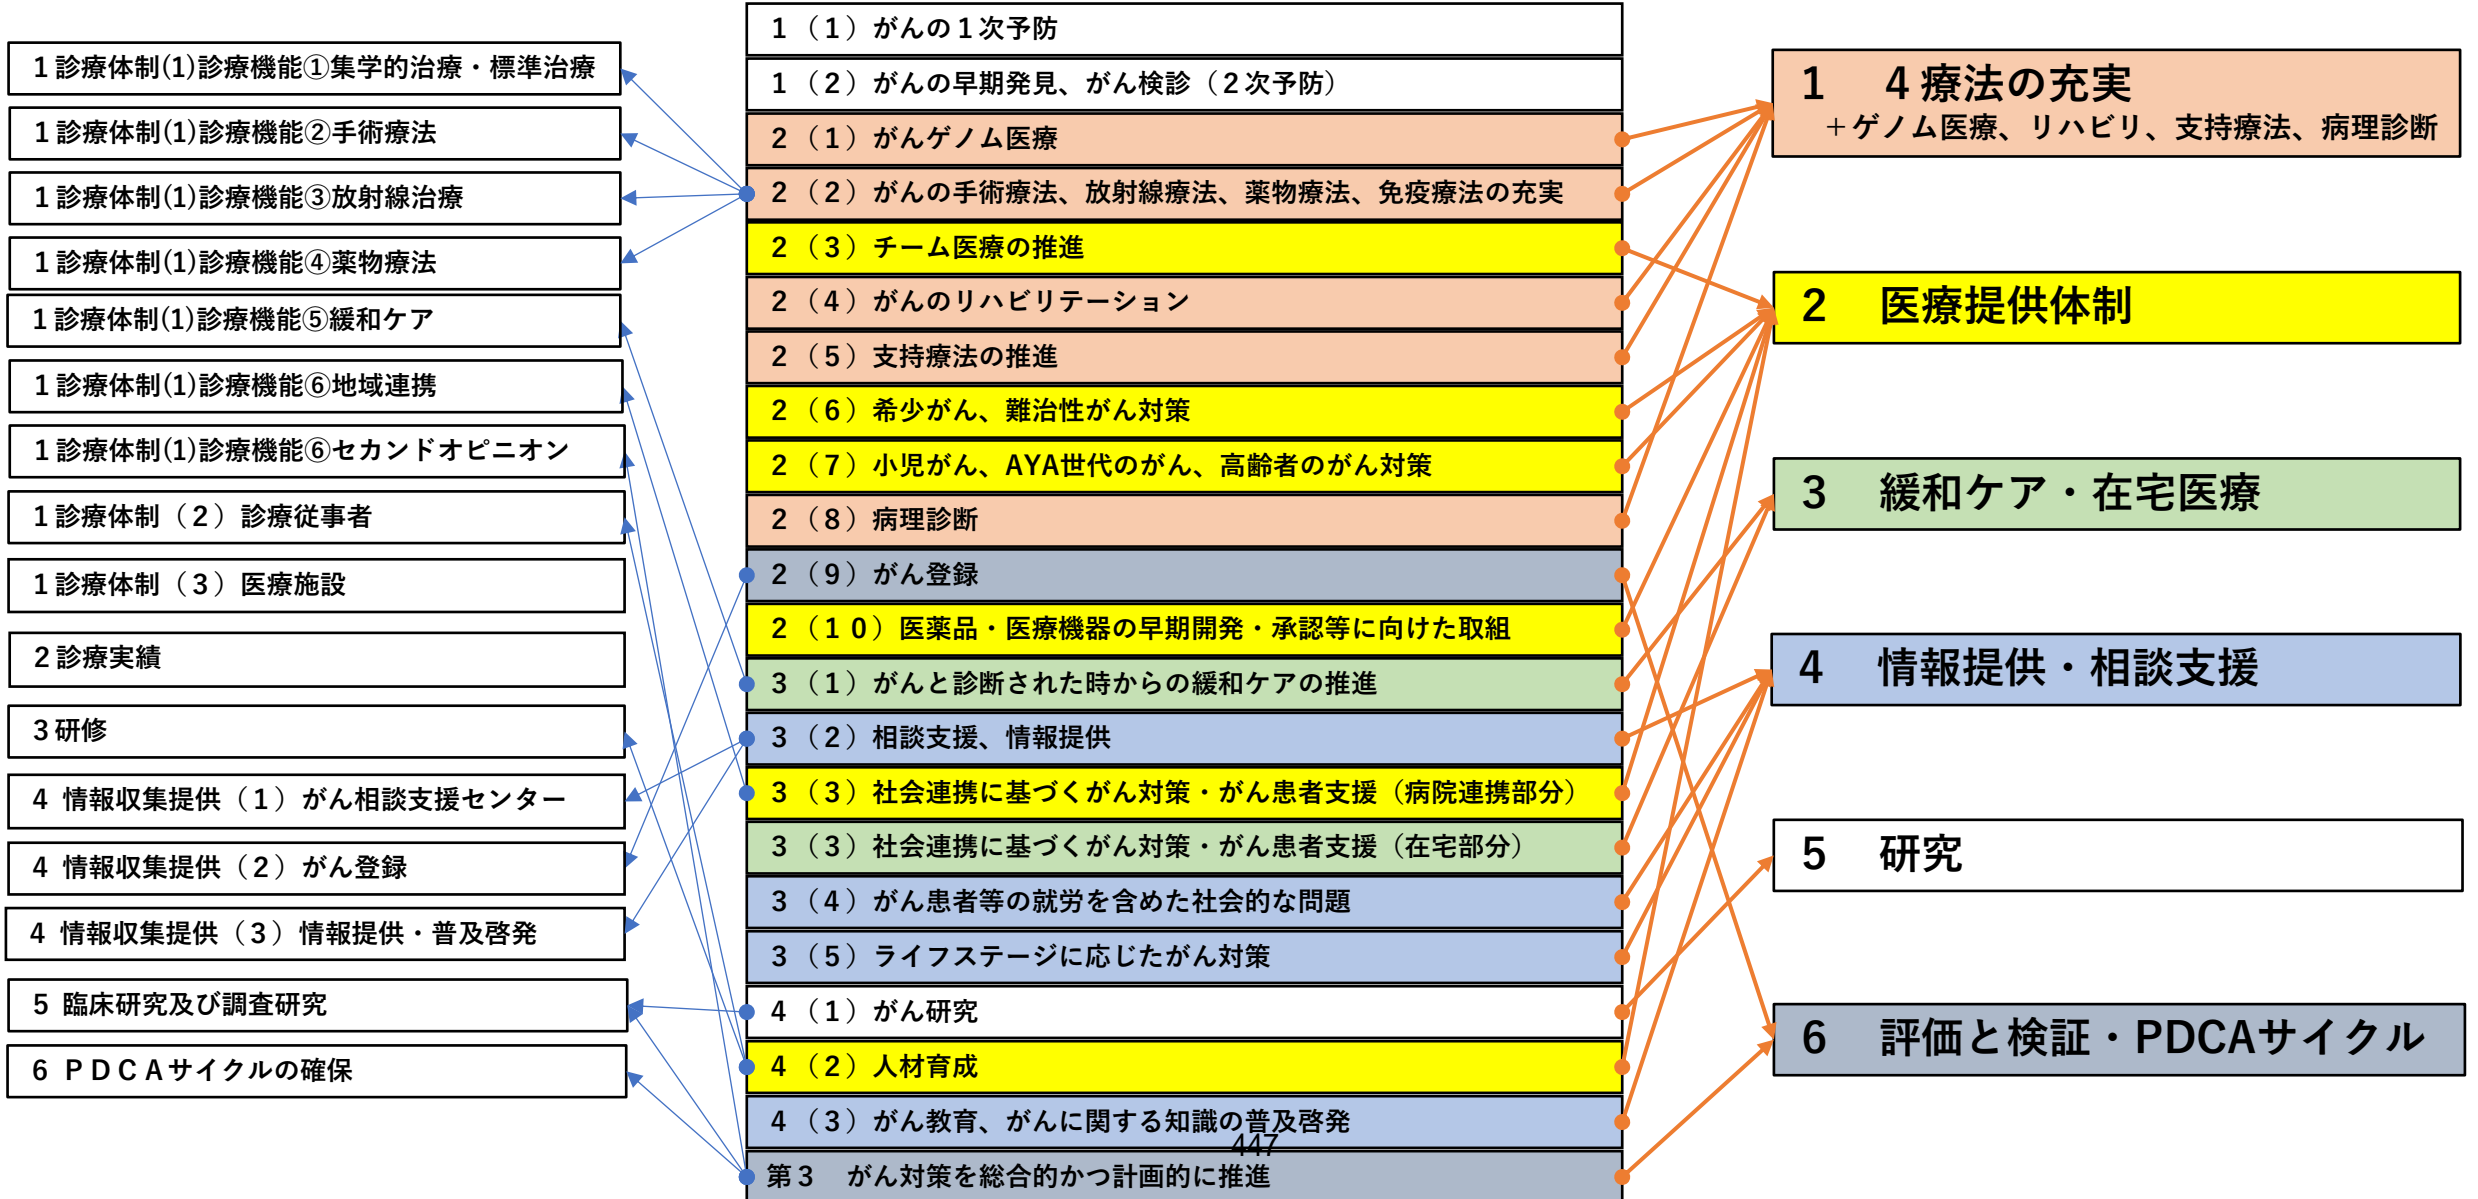 1診療体制(1)診療機能①集学的治療・標準治療
1診療体制(1)診療機能②手術療法
1診療体制(1)診療機能③放射線治療
1診療体制(1)診療機能④薬物療法
1診療体制(1)診療機能⑤緩和ケア
1診療体制(1)診療機能⑥地域連携
1診療体制(1)診療機能⑥セカンドオピニオン
1診療体制（2）診療従事者
1診療体制（3）医療施設
2診療実績
3研修
4 情報収集提供（1）がん相談支援センター
4 情報収集提供（2）がん登録
4 情報収集提供（3）情報提供・普及啓発
5 臨床研究及び調査研究
6 ＰＤＣＡサイクルの確保
1（1）がんの1次予防
1（2）がんの早期発見、がん検診（2次予防）
2（1）がんゲノム医療
2（2）がんの手術療法、放射線療法、薬物療法、免疫療法の充実
2（3）チーム医療の推進
2（4）がんのリハビリテーション
2（5）支持療法の推進
2（6）希少がん、難治性がん対策
2（7）小児がん、AYA世代のがん、高齢者のがん対策
2（8）病理診断
2（9）がん登録
2（10）医薬品・医療機器の早期開発・承認等に向けた取組
3（1）がんと診断された時からの緩和ケアの推進
3（2）相談支援、情報提供
3（3）社会連携に基づくがん対策・がん患者支援（病院連携部分）
3（3）社会連携に基づくがん対策・がん患者支援（在宅部分）
3（4）がん患者等の就労を含めた社会的な問題
3（5）ライフステージに応じたがん対策
4（1）がん研究
4（2）人材育成
4（3）がん教育、がんに関する知識の普及啓発
447
第3　がん対策を総合的かつ計画的に推進
1　4療法の充実
＋ゲノム医療、リハビリ、支持療法、病理診断
2　医療提供体制
3　緩和ケア・在宅医療
4　情報提供・相談支援
5　研究
6　評価と検証・PDCAサイクル